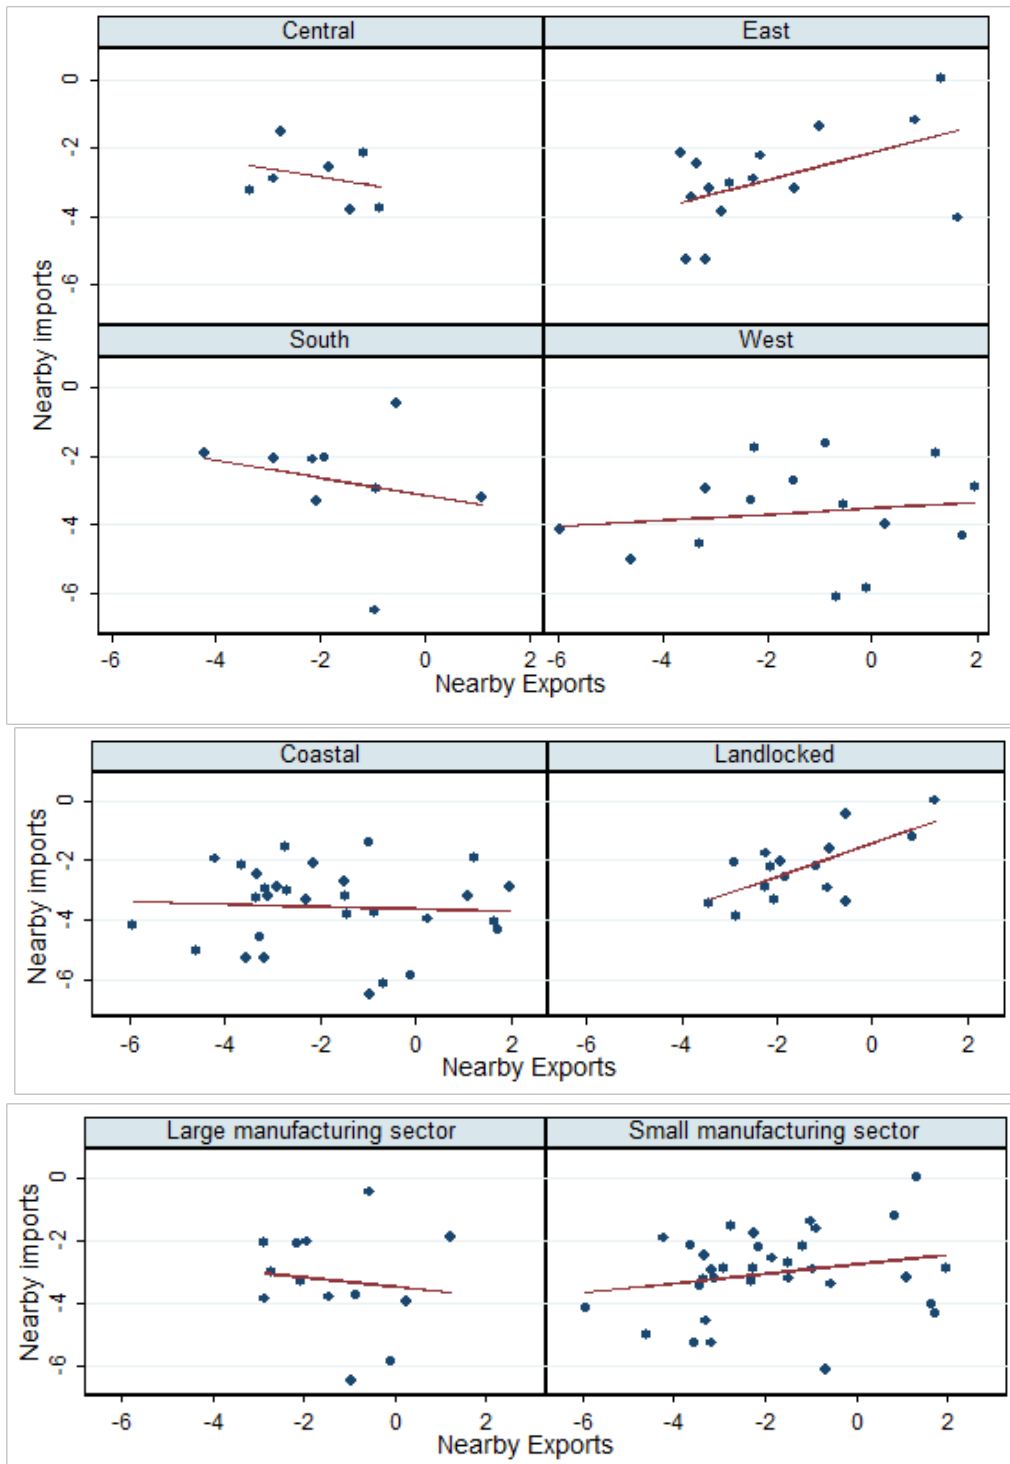 Central East
Nearby imports
0
-2
-4
-6
South West
0
-2
-4
-6
-6 -4 -2 0 2 -6 -4 -2 0 2
Nearby Exports
Coastal Landlocked
Nearby imports
0
-2
-4
-6
-6 -4 -2 0 2 -6 -4 -2 0 2
Nearby Exports
Large manufacturing sector Small manufacturing sector
Nearby imports
0
-2
-4
-6
-6 -4 -2 0 2 -6 -4 -2 0 2
Nearby Exports